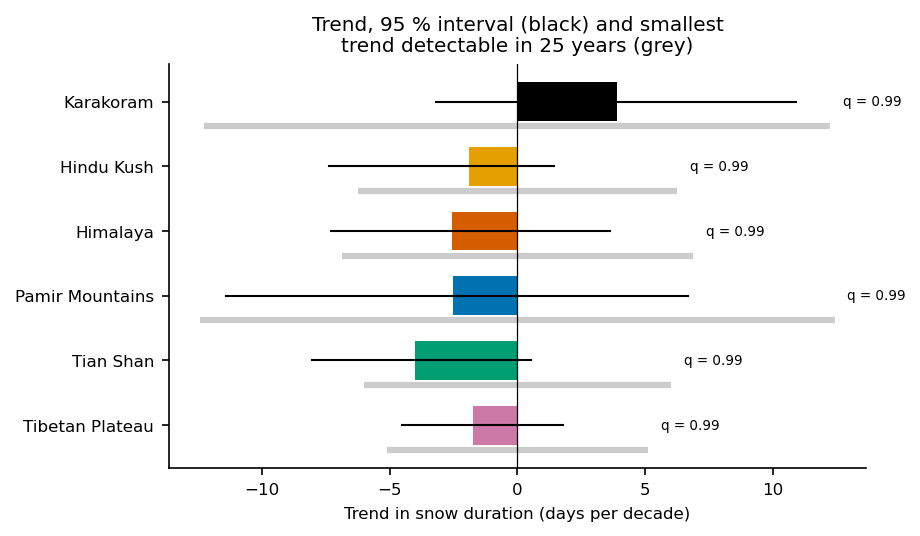 Trend, 95 % interval (black) and smallest
trend detectable in 25 years (grey)
Karakoram
q = 0.99
Hindu Kush
q = 0.99
Himalaya
q = 0.99
Pamir Mountains
q = 0.99
Tian Shan
q = 0.99
Tibetan Plateau
q = 0.99
−10 −5 0 5 10
Trend in snow duration (days per decade)